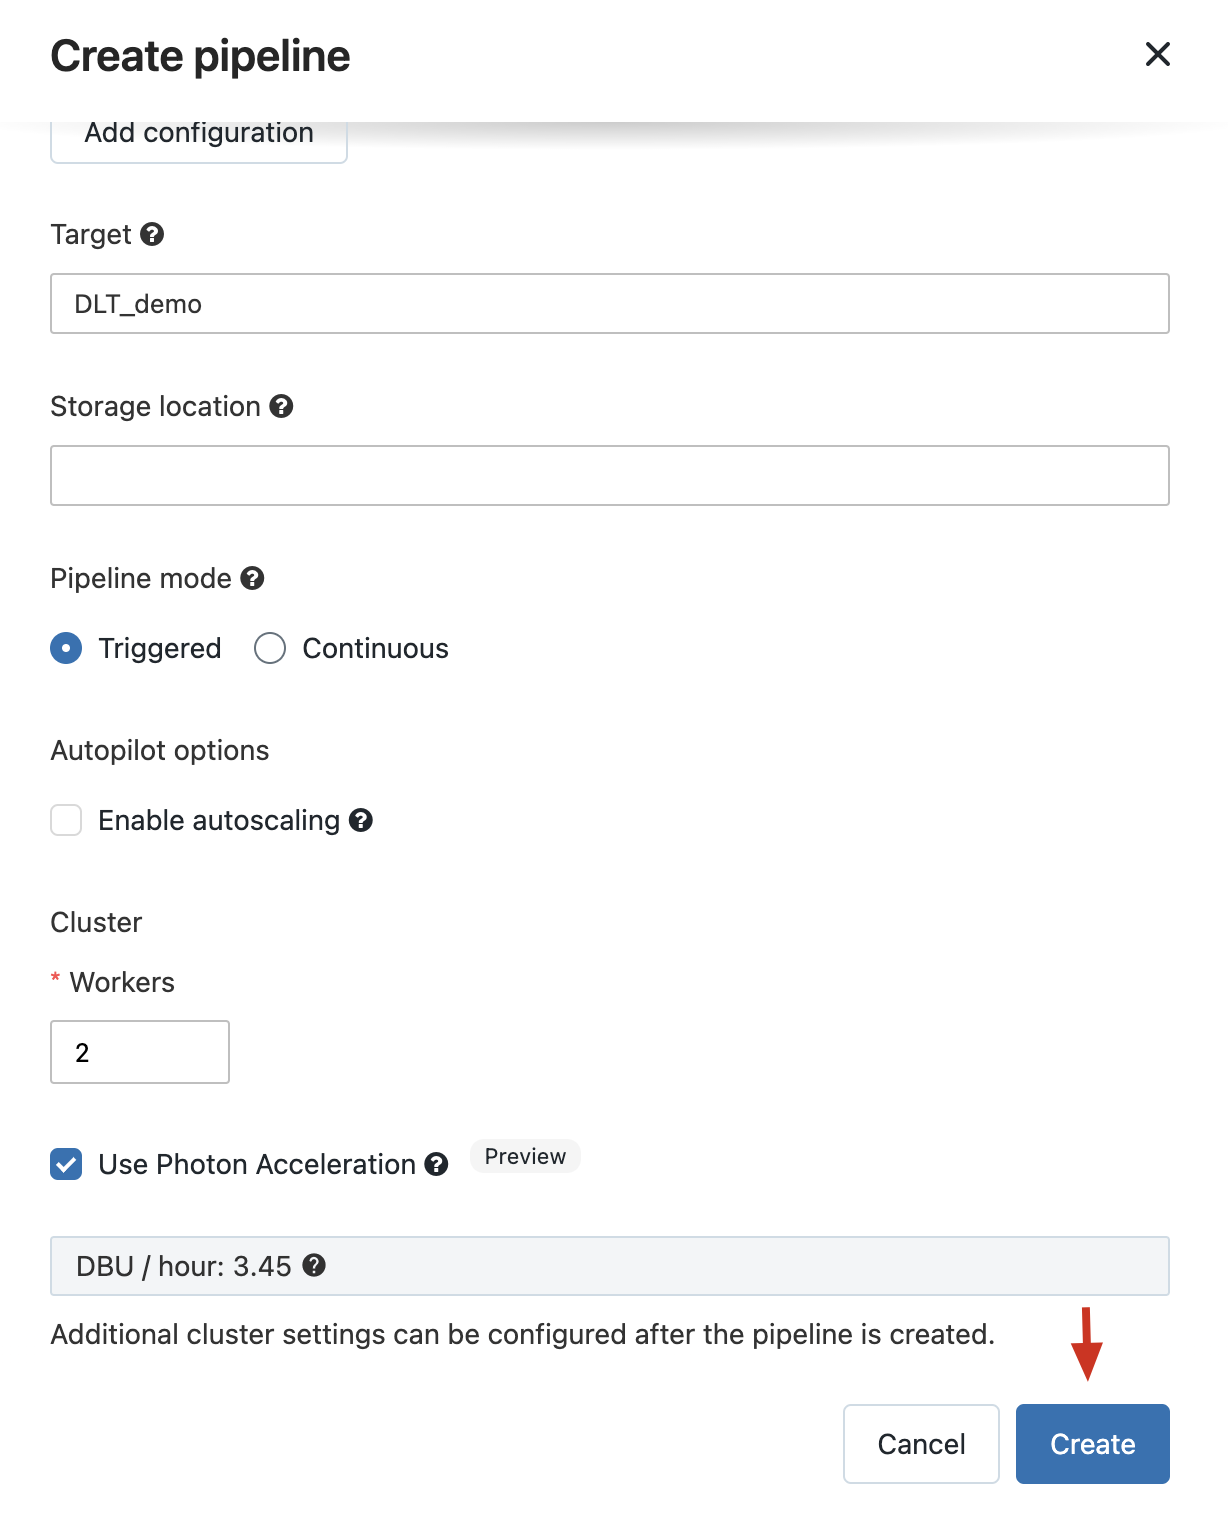 Create pipeline
Add configuration
Target
DLT_demo
Storage location
Pipeline mode
Triggered Continuous
Autopilot options
Enable autoscaling
Cluster
* Workers
2
Use Photon Acceleration Preview
DBU / hour: 3.45
Additional cluster settings can be configured after the pipeline is created.
Cancel Create